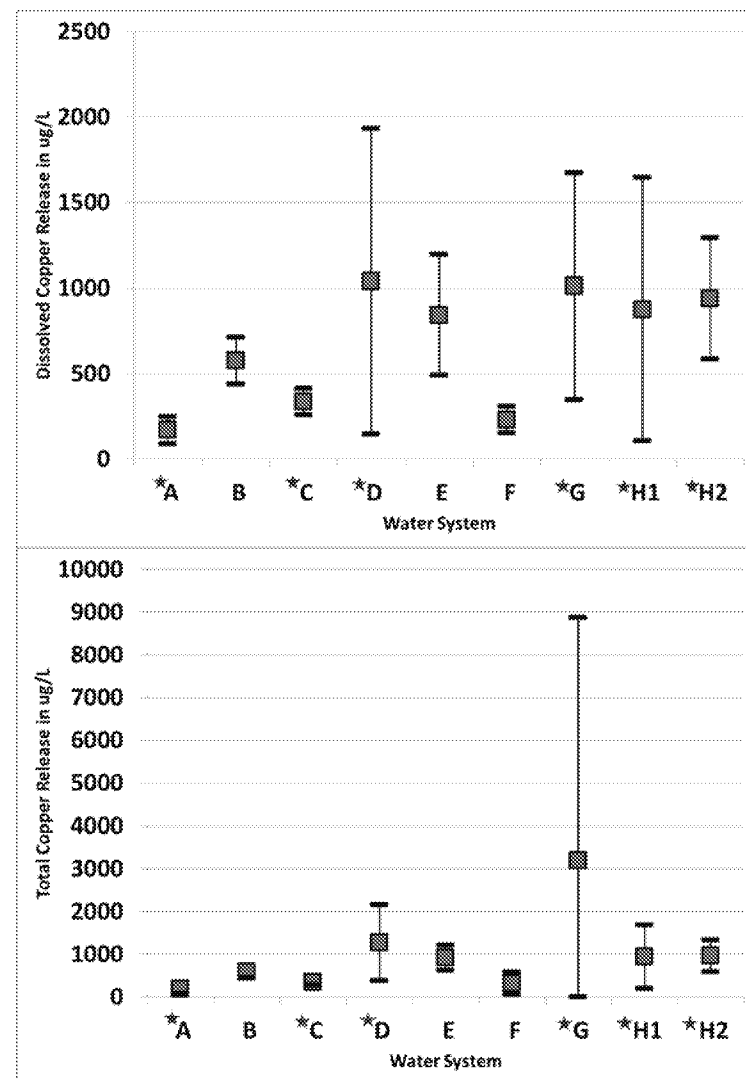 2500
2000
1500
1000
500
0
Dissolved Copper Release in ug/L
★A B ★C ★D E F ★G ★H1 ★H2
Water System
10000
9000
8000
7000
6000
5000
4000
3000
2000
1000
0
Total Copper Release in ug/L
★A B ★C ★D E F ★G ★H1 ★H2
Water System